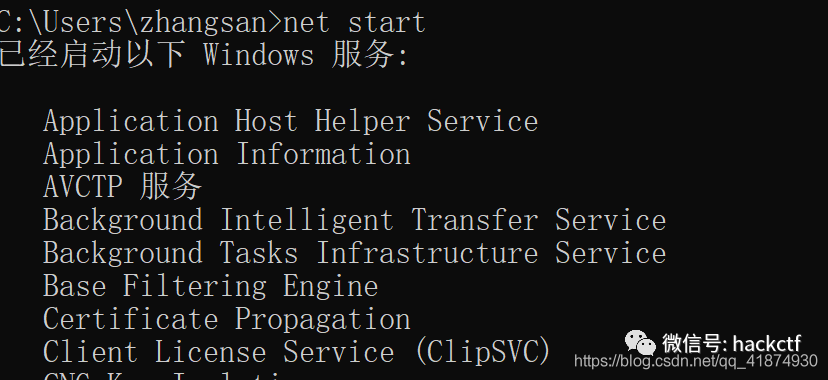 C:\Users\zhangsan>net start
已经启动以下 Windows 服务:
Application Host Helper Service
Application Information
AVCTP 服务
Background Intelligent Transfer Service
Background Tasks Infrastructure Service
Base Filtering Engine
Certificate Propagation
Client License Service (ClipSVC)
微信号: hackctf
https://blog.csdn.net/qq_41874930